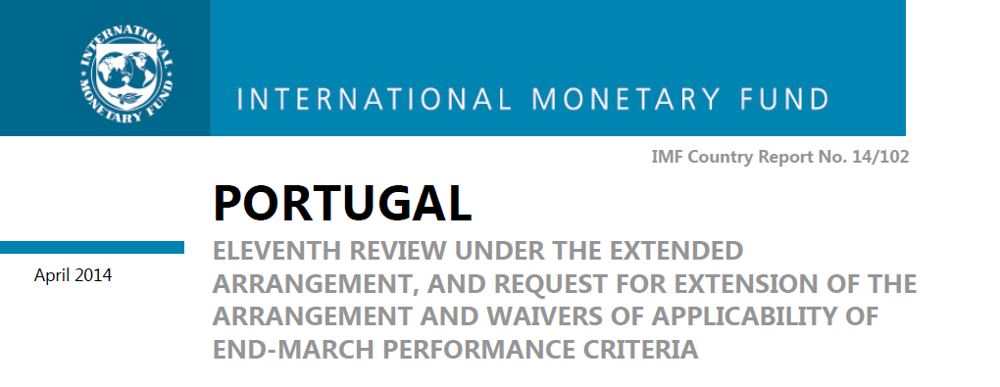 INTERNATIONAL
MONETARY FUND
INTERNATIONAL MONETARY FUND
IMF Country Report No. 14/102
PORTUGAL
April 2014
ELEVENTH REVIEW UNDER THE EXTENDED
ARRANGEMENT, AND REQUEST FOR EXTENSION OF THE
ARRANGEMENT AND WAIVERS OF APPLICABILITY OF
END-MARCH PERFORMANCE CRITERIA